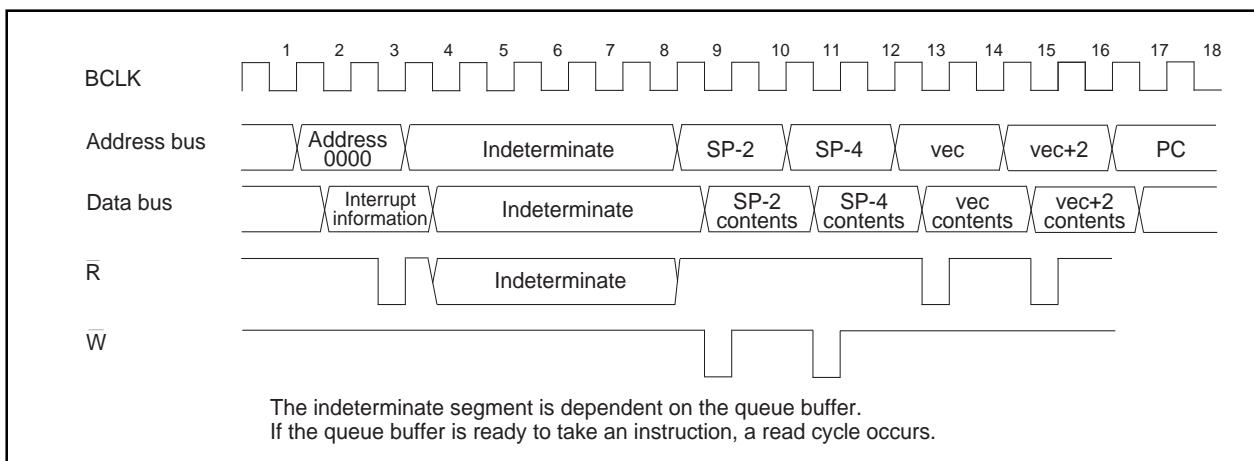 1 2 3 4 5 6 7 8 9 10 11 12 13 14 15 16 17 18
BCLK
Address bus
Address
0000
Indeterminate
SP-2
SP-4
vec
vec+2
PC
Data bus
Interrupt
information
Indeterminate
SP-2
contents
SP-4
contents
vec
contents
vec+2
contents
R̅
Indeterminate
W̅
The indeterminate segment is dependent on the queue buffer.
If the queue buffer is ready to take an instruction, a read cycle occurs.